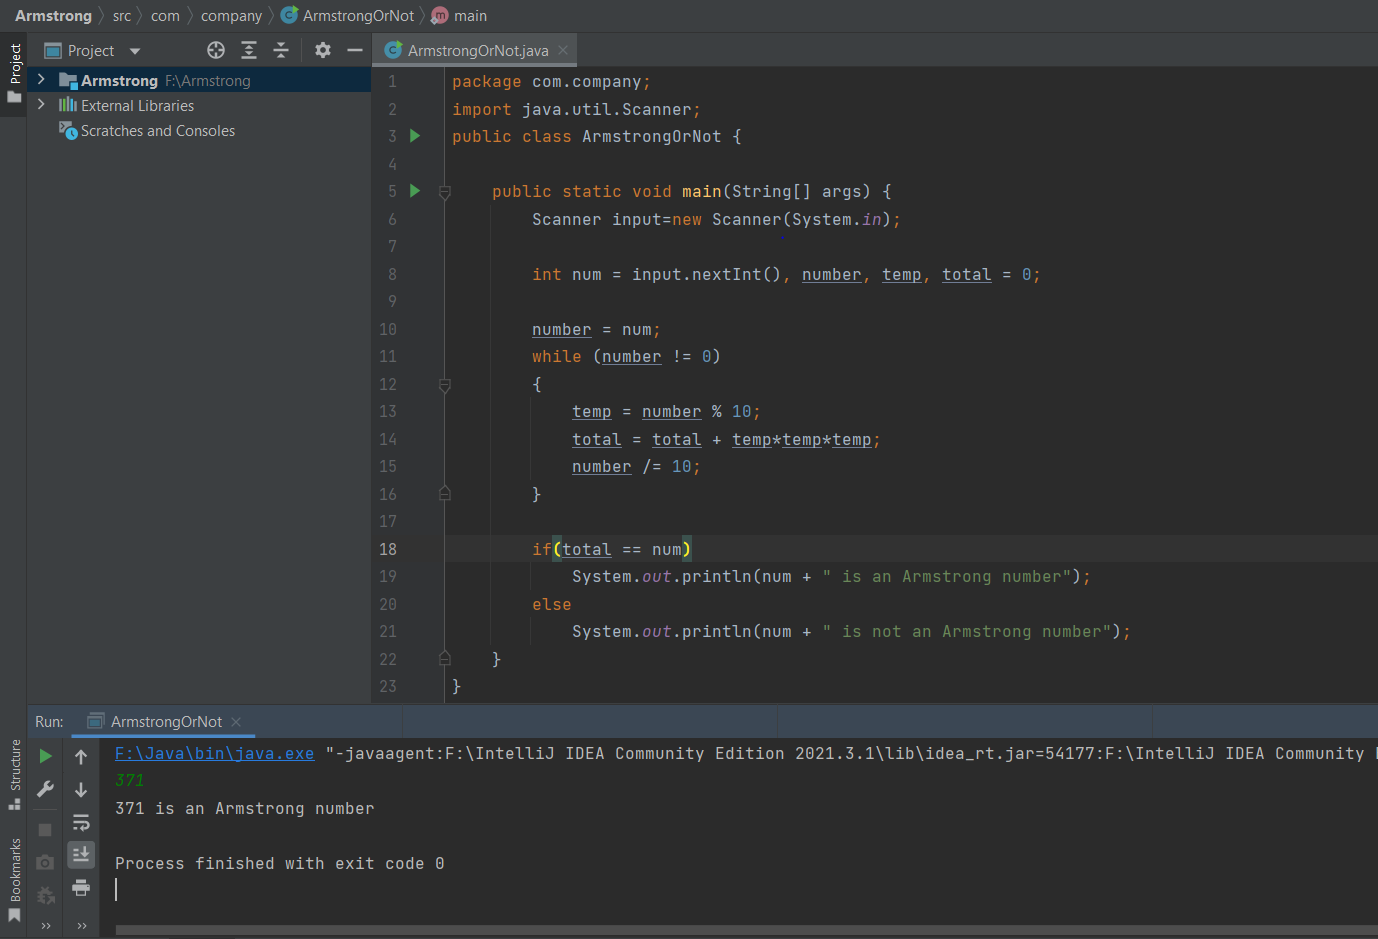 Armstrong src com company ArmstrongOrNot main
Project
Project
ArmstrongOrNot.java
Armstrong F:\Armstrong
External Libraries
Scratches and Consoles
1 package com.company;
2 import java.util.Scanner;
3 public class ArmstrongOrNot {
4
5 public static void main(String[] args) {
6 Scanner input=new Scanner(System.in);
7
8 int num = input.nextInt(), number, temp, total = 0;
9
10 number = num;
11 while (number != 0)
12 {
13 temp = number % 10;
14 total = total + temp*temp*temp;
15 number /= 10;
16 }
17
18 if(total == num)
19 System.out.println(num + " is an Armstrong number");
20 else
21 System.out.println(num + " is not an Armstrong number");
22 }
23 }
Run: ArmstrongOrNot
Structure
Bookmarks
F:\Java\bin\java.exe "-javaagent:F:\IntelliJ IDEA Community Edition 2021.3.1\lib\idea_rt.jar=54177:F:\IntelliJ IDEA Community
371
371 is an Armstrong number
Process finished with exit code 0